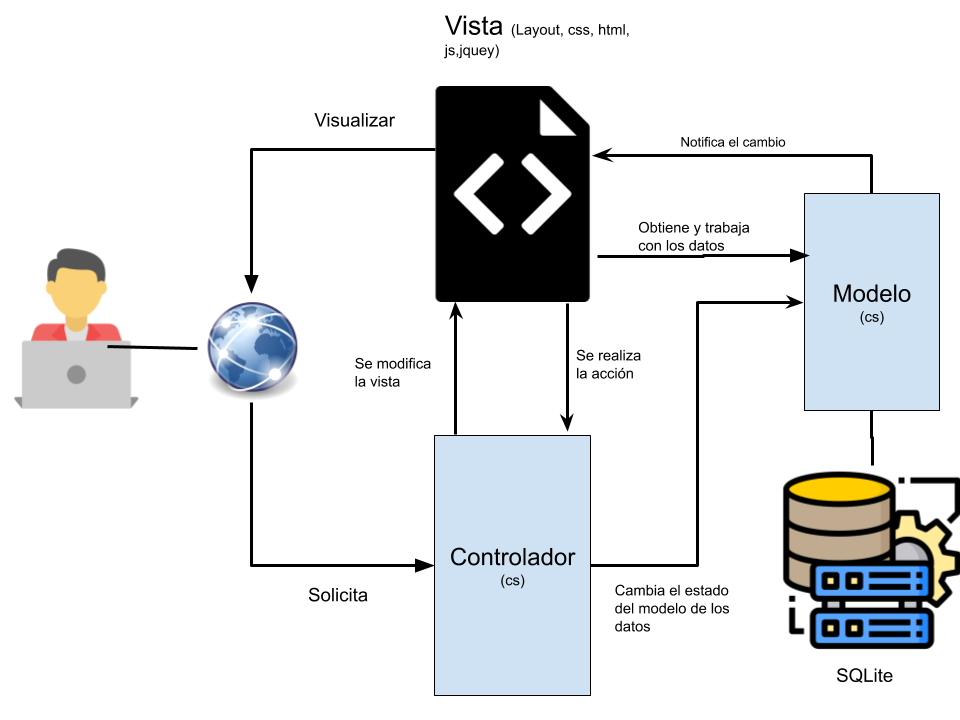 Vista (Layout, css, html,
js,jquey)
Visualizar
Notifica el cambio
Obtiene y trabaja
con los datos
Modelo
(cs)
Se modifica
la vista
Se realiza
la acción
Controlador
(cs)
Solicita
Cambia el estado
del modelo de los
datos
SQLite